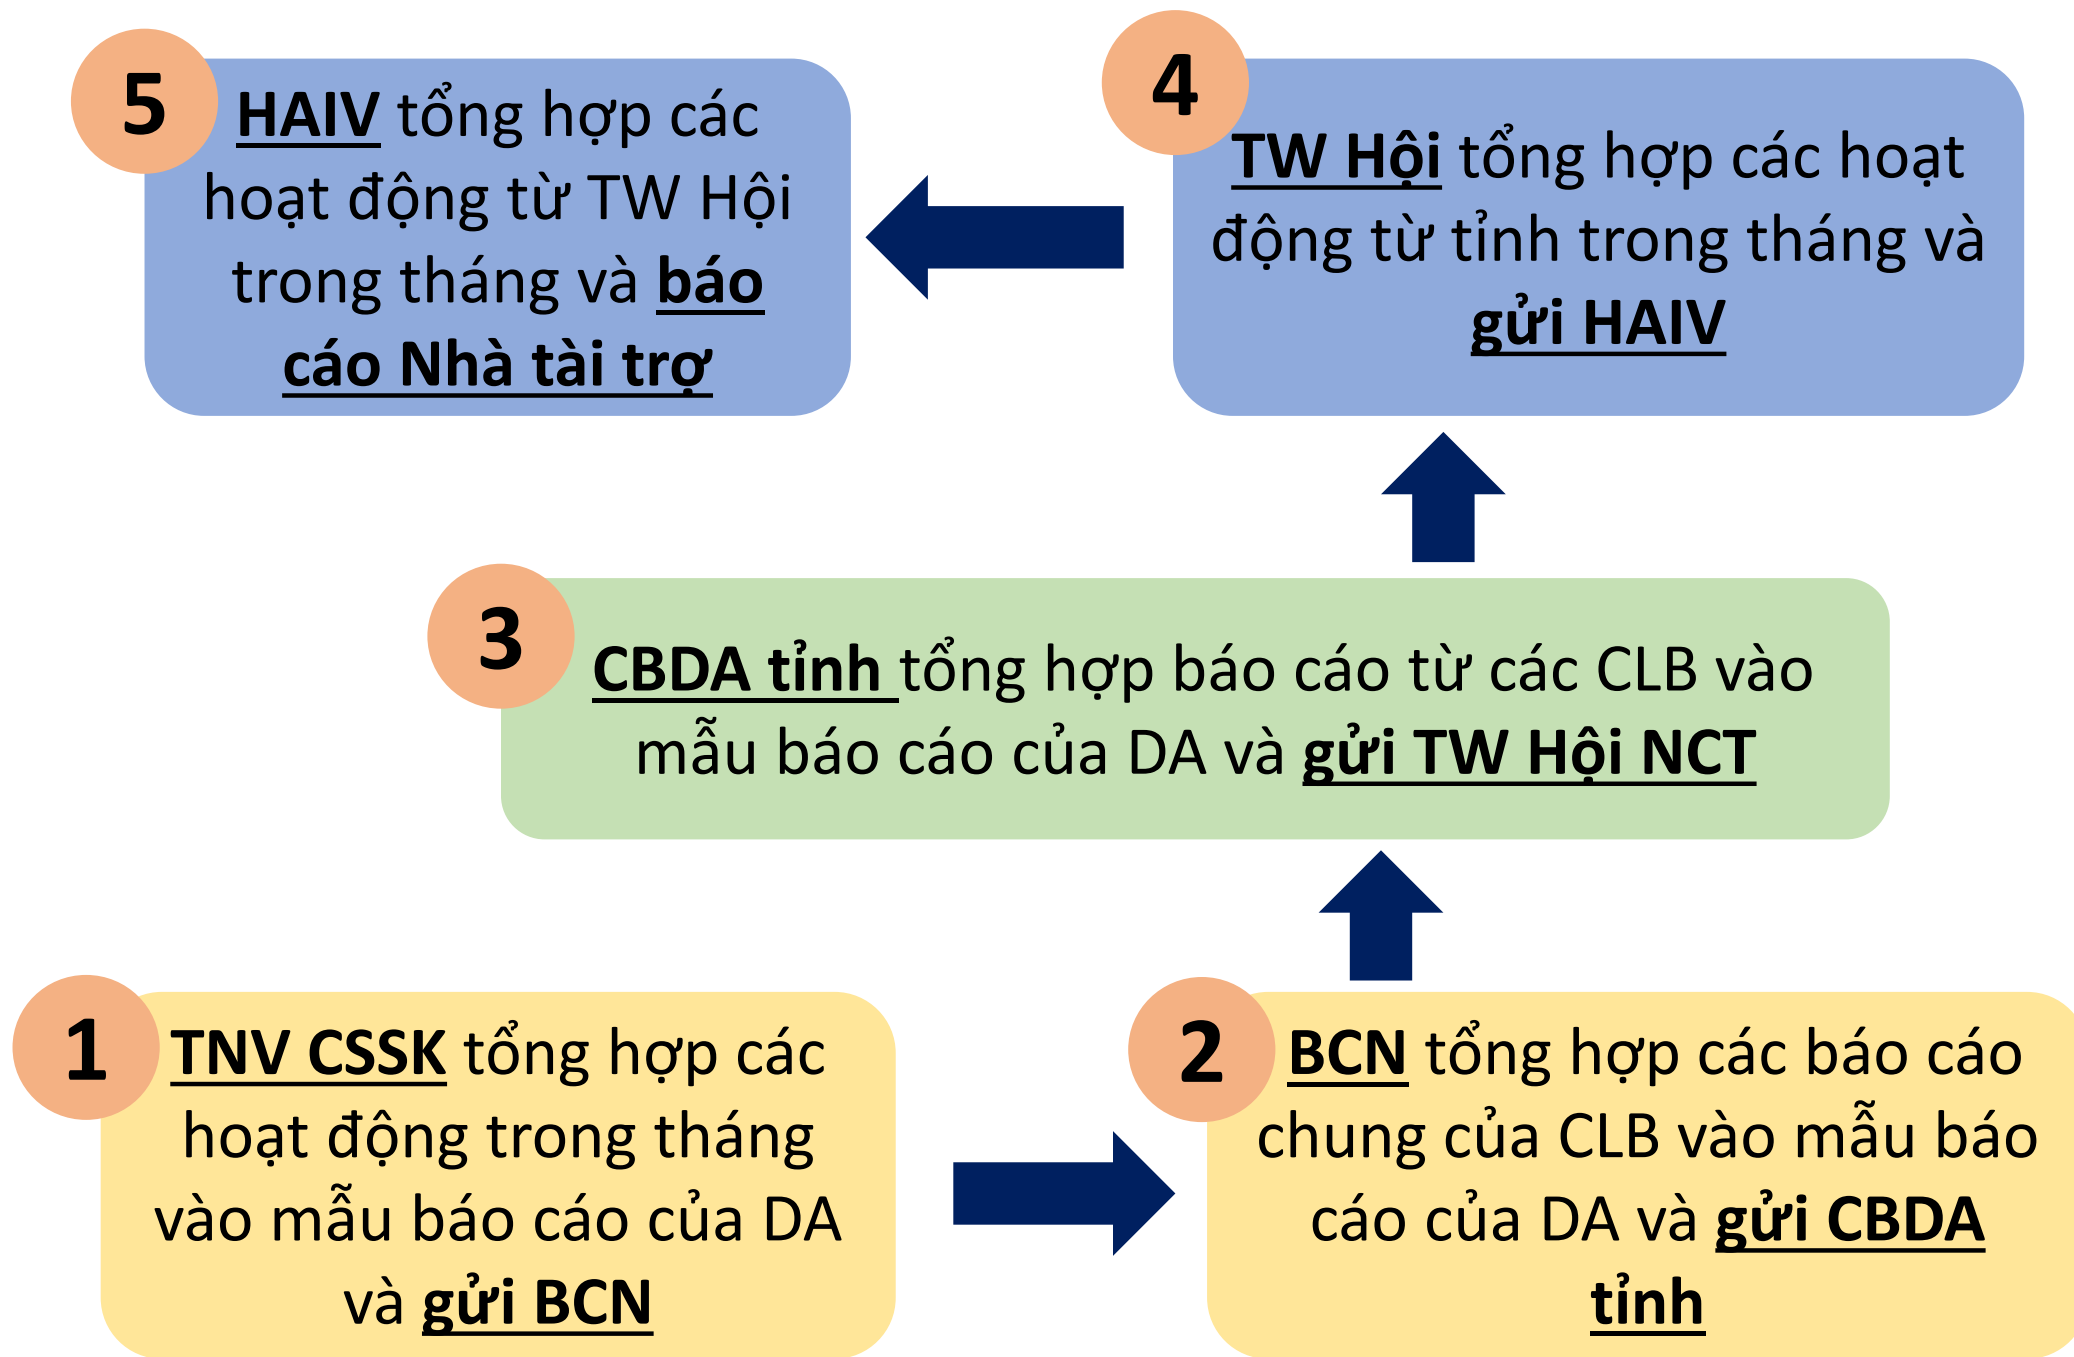 5
HAIV tổng hợp các
hoạt động từ TW Hội
trong tháng và báo
cáo Nhà tài trợ
4
TW Hội tổng hợp các hoạt
động từ tỉnh trong tháng và
gửi HAIV
3
CBDA tỉnh tổng hợp báo cáo từ các CLB vào
mẫu báo cáo của DA và gửi TW Hội NCT
1
TNV CSSK tổng hợp các
hoạt động trong tháng
vào mẫu báo cáo của DA
và gửi BCN
2
BCN tổng hợp các báo cáo
chung của CLB vào mẫu báo
cáo của DA và gửi CBDA
tỉnh